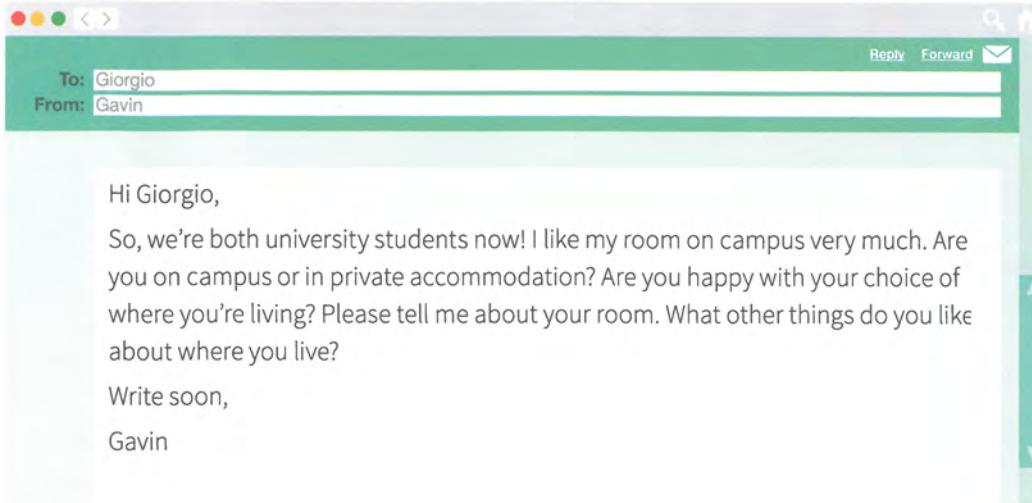 Reply Forward
To: Giorgio
From: Gavin
Hi Giorgio,
So, we're both university students now! I like my room on campus very much. Are
you on campus or in private accommodation? Are you happy with your choice of
where you're living? Please tell me about your room. What other things do you like
about where you live?
Write soon,
Gavin